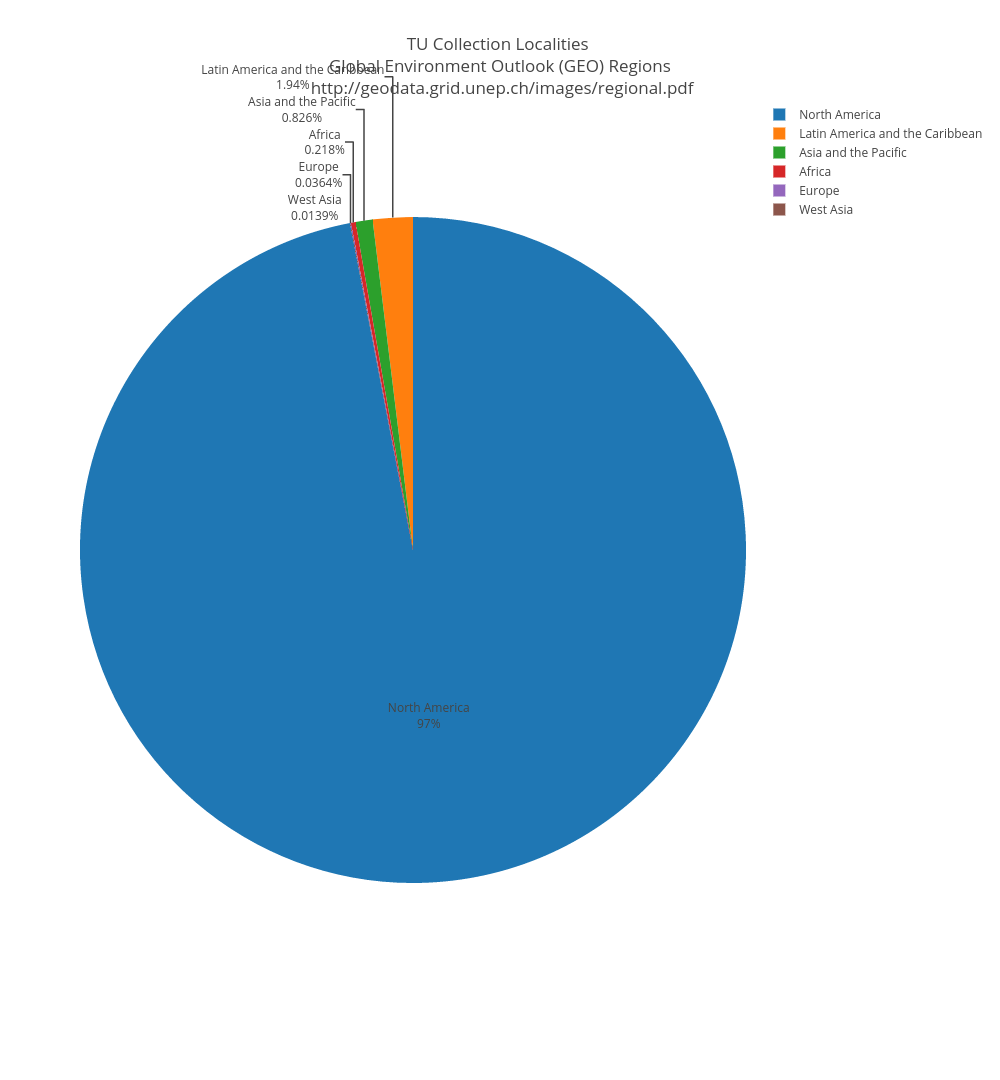 TU Collection Localities
Global Environment Outlook (GEO) Regions
http://geodata.grid.unep.ch/images/regional.pdf
Latin America and the Caribbean
1.94%
Asia and the Pacific
0.826%
Africa
0.218%
Europe
0.0364%
West Asia
0.0139%
North America
97%
North America
Latin America and the Caribbean
Asia and the Pacific
Africa
Europe
West Asia